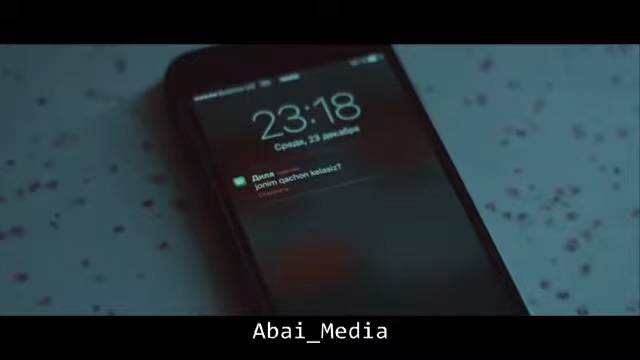 23:18
Среда, 23 декабря
Диля
jonim qachon kelasiz?
Abai_Media